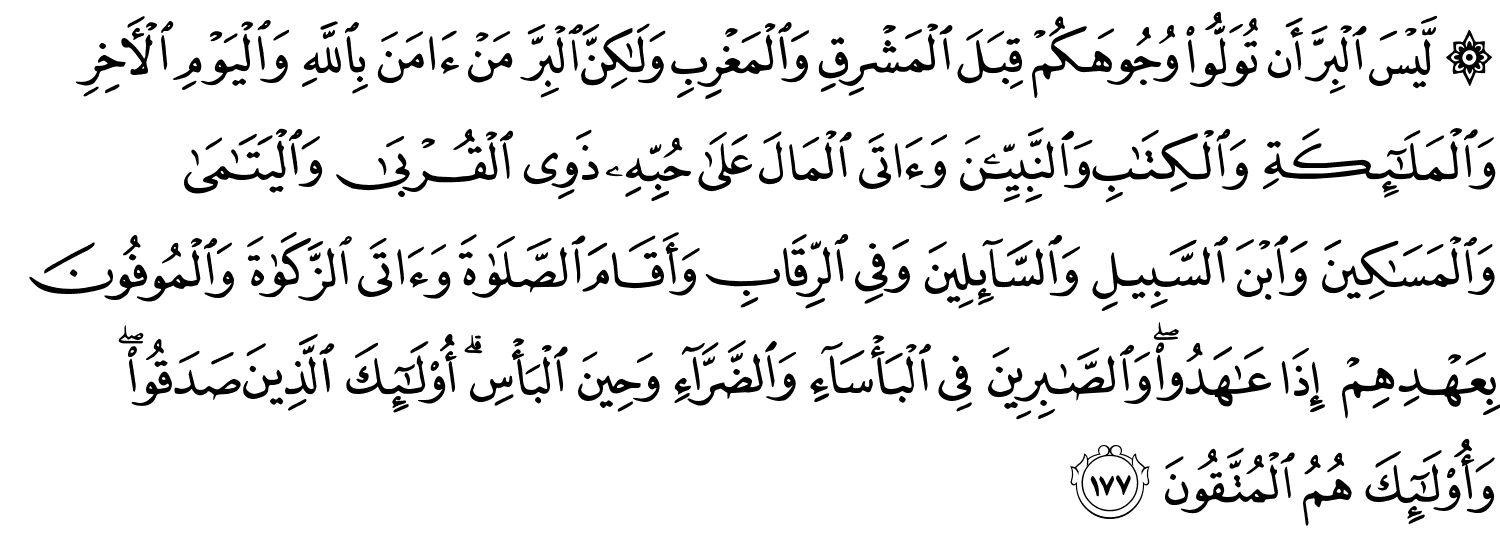 ۞ لَّيْسَ ٱلْبِرَّ أَن تُوَلُّوا۟ وُجُوهَكُمْ قِبَلَ ٱلْمَشْرِقِ وَٱلْمَغْرِبِ وَلَـٰكِنَّ ٱلْبِرَّ مَنْ ءَامَنَ بِٱللَّهِ وَٱلْيَوْمِ ٱلْـَٔاخِرِ
وَٱلْمَلَـٰٓئِكَةِ وَٱلْكِتَـٰبِ وَٱلنَّبِيِّـۧنَ وَءَاتَى ٱلْمَالَ عَلَىٰ حُبِّهِۦ ذَوِى ٱلْقُرْبَىٰ وَٱلْيَتَـٰمَىٰ
وَٱلْمَسَـٰكِينَ وَٱبْنَ ٱلسَّبِيلِ وَٱلسَّآئِلِينَ وَفِى ٱلرِّقَابِ وَأَقَامَ ٱلصَّلَوٰةَ وَءَاتَى ٱلزَّكَوٰةَ وَٱلْمُوفُونَ
بِعَهْدِهِمْ إِذَا عَـٰهَدُوا۟ ۖ وَٱلصَّـٰبِرِينَ فِى ٱلْبَأْسَآءِ وَٱلضَّرَّآءِ وَحِينَ ٱلْبَأْسِ ۗ أُو۟لَـٰٓئِكَ ٱلَّذِينَ صَدَقُوا۟ ۖ
وَأُو۟لَـٰٓئِكَ هُمُ ٱلْمُتَّقُونَ ١٧٧